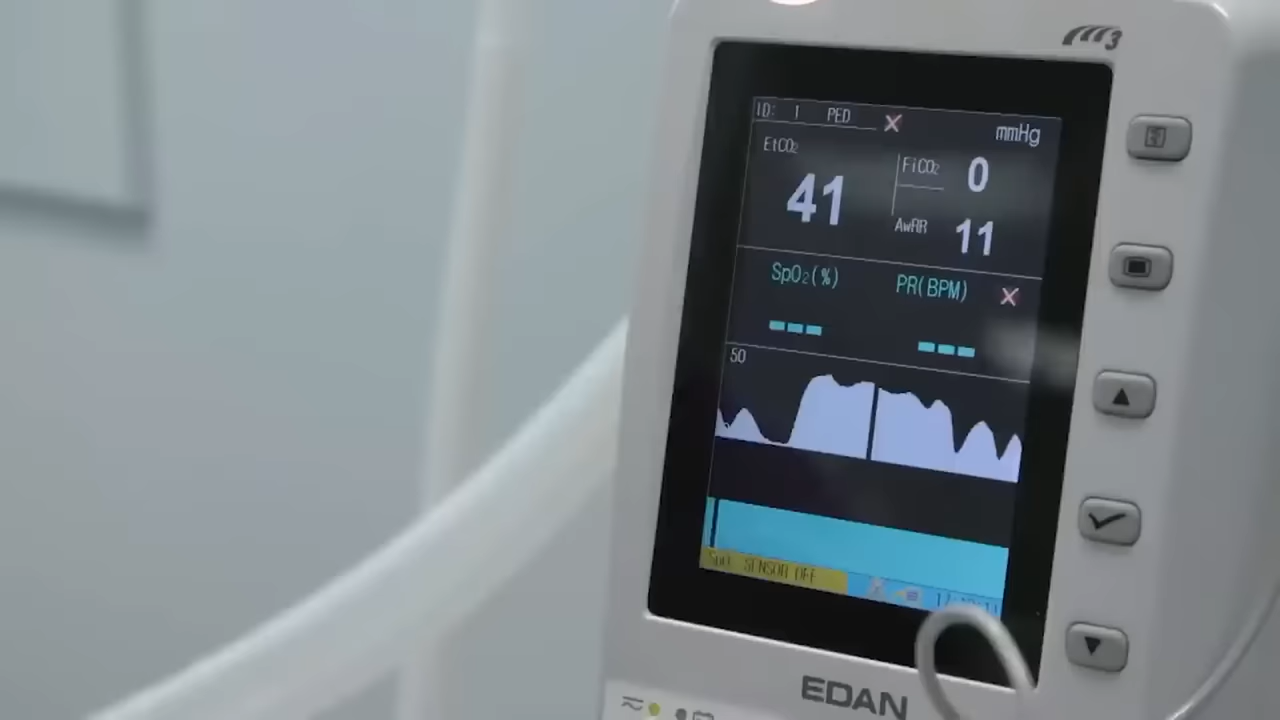 M3
ID: 1 PED
mmHg
EtCO2
41
FiCO2 0
AwRR 11
SpO2(%) PR(BPM)
--- ---
50
0
SpO2 SENSOR OFF
EDAN